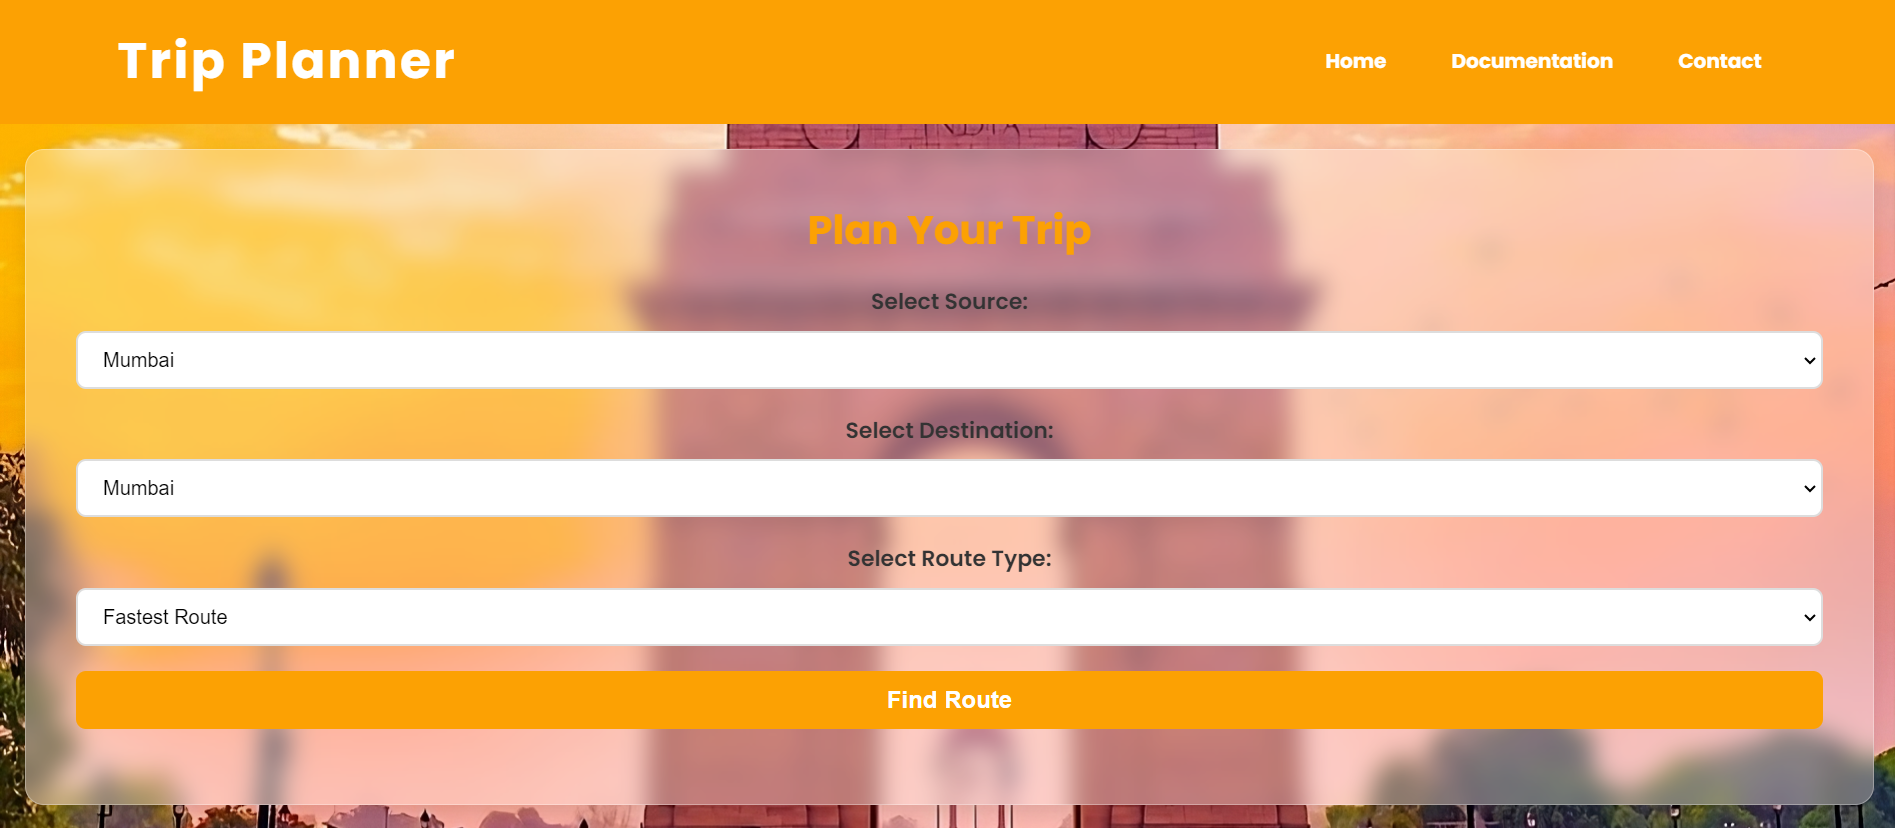 Trip Planner
Home Documentation Contact
INDIA
Plan Your Trip
Select Source:
Mumbai
Select Destination:
Mumbai
Select Route Type:
Fastest Route
Find Route